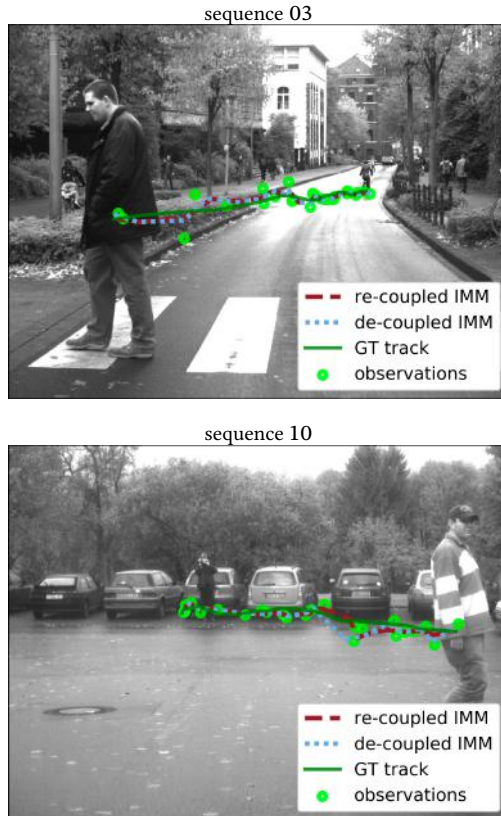 sequence 03
re-coupled IMM
de-coupled IMM
GT track
observations
sequence 10
re-coupled IMM
de-coupled IMM
GT track
observations